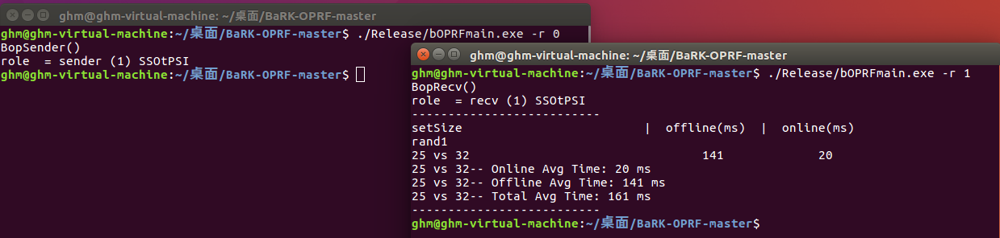 ghm@ghm-virtual-machine: ~/桌面/BaRK-OPRF-master
ghm@ghm-virtual-machine:~/桌面/BaRK-OPRF-master$ ./Release/bOPRFmain.exe -r 0
BopSender()
role  = sender (1) SSOtPSI
ghm@ghm-virtual-machine:~/桌面/BaRK-OPRF-master$
ghm@ghm-virtual-machine: ~/桌面/BaRK-OPRF-master
ghm@ghm-virtual-machine:~/桌面/BaRK-OPRF-master$ ./Release/bOPRFmain.exe -r 1
BopRecv()
role  = recv (1) SSOtPSI
--------------------------
setSize                         |  offline(ms)  |  online(ms)
rand1
25 vs 32                                141             20
25 vs 32-- Online Avg Time: 20 ms
25 vs 32-- Offline Avg Time: 141 ms
25 vs 32-- Total Avg Time: 161 ms
--------------------------
ghm@ghm-virtual-machine:~/桌面/BaRK-OPRF-master$